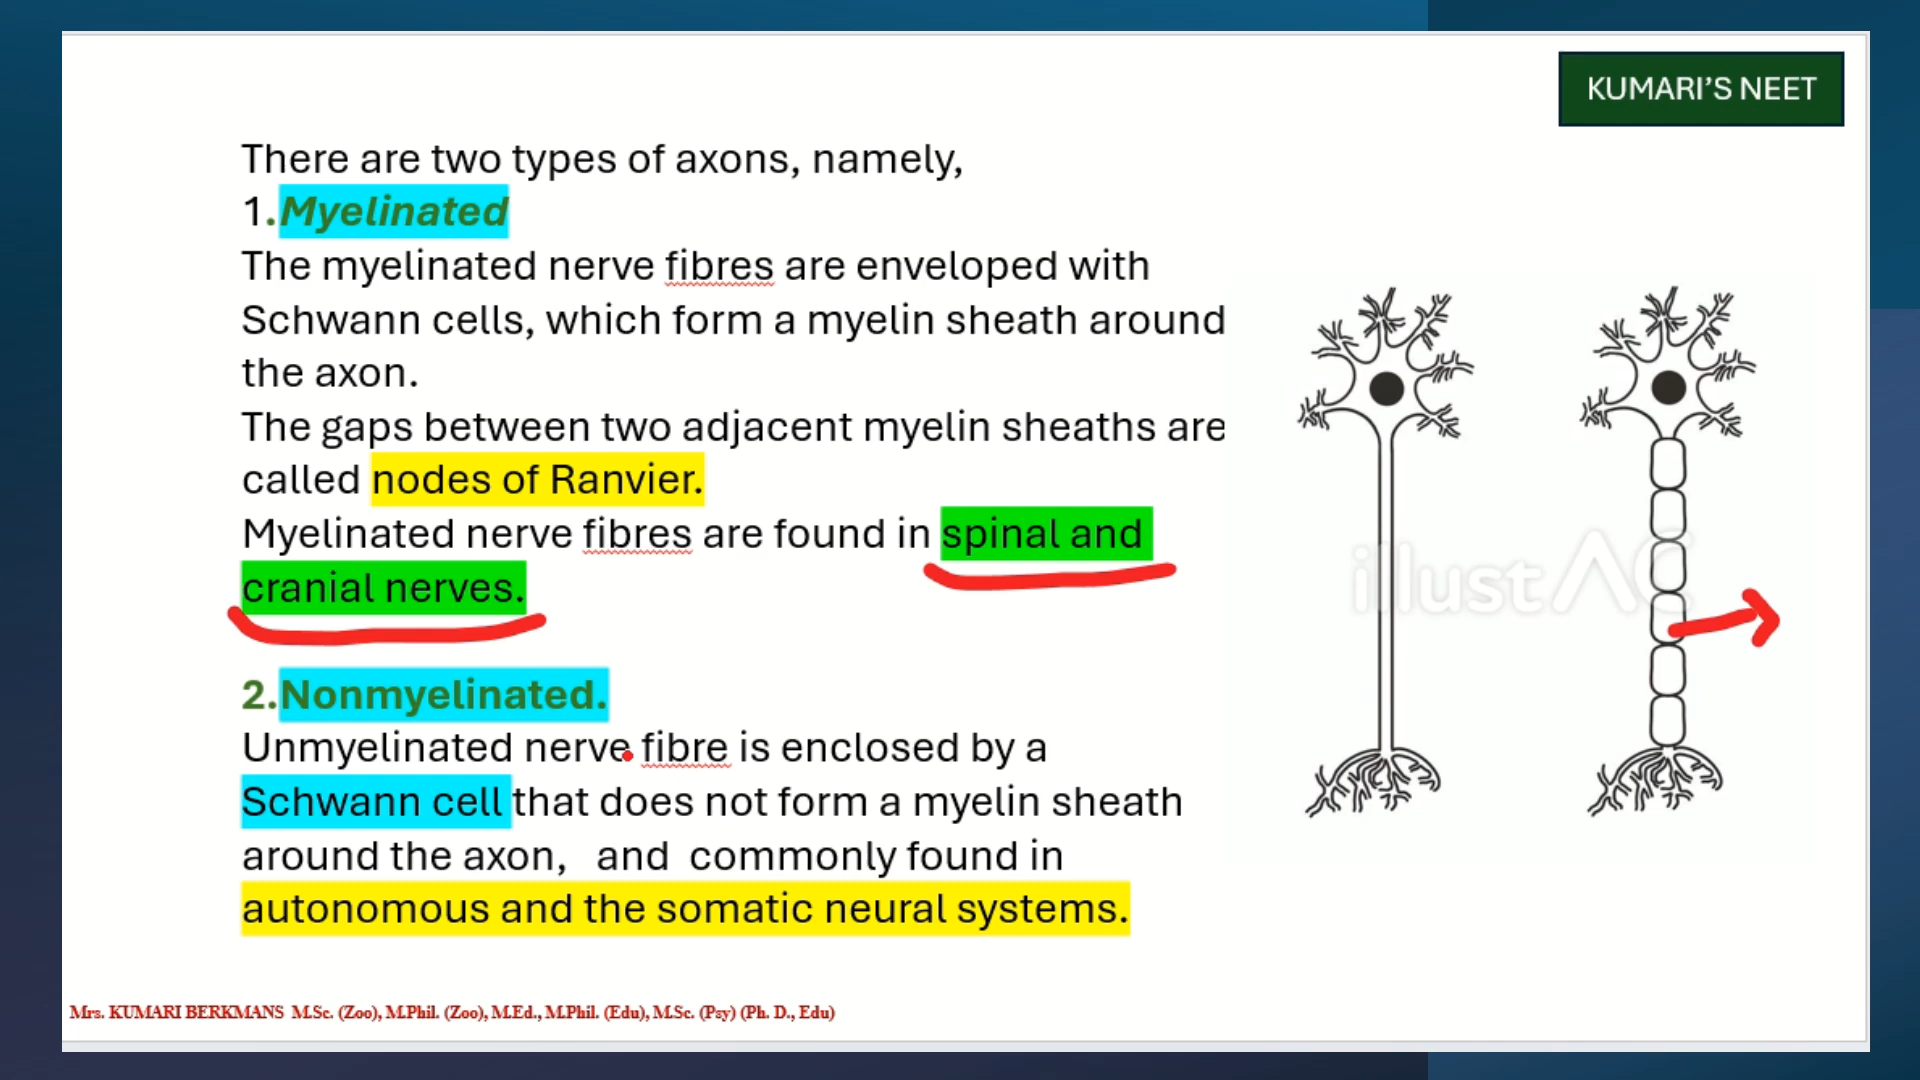 KUMARI’S NEET
There are two types of axons, namely,
1.Myelinated
The myelinated nerve fibres are enveloped with
Schwann cells, which form a myelin sheath around
the axon.
The gaps between two adjacent myelin sheaths are
called nodes of Ranvier.
Myelinated nerve fibres are found in spinal and
cranial nerves.
2.Nonmyelinated.
Unmyelinated nerve fibre is enclosed by a
Schwann cell that does not form a myelin sheath
around the axon, and commonly found in
autonomous and the somatic neural systems.
illustAC
Mrs. KUMARI BERKMANS M.Sc. (Zoo), M.Phil. (Zoo), M.Ed., M.Phil. (Edu), M.Sc. (Psy) (Ph. D., Edu)